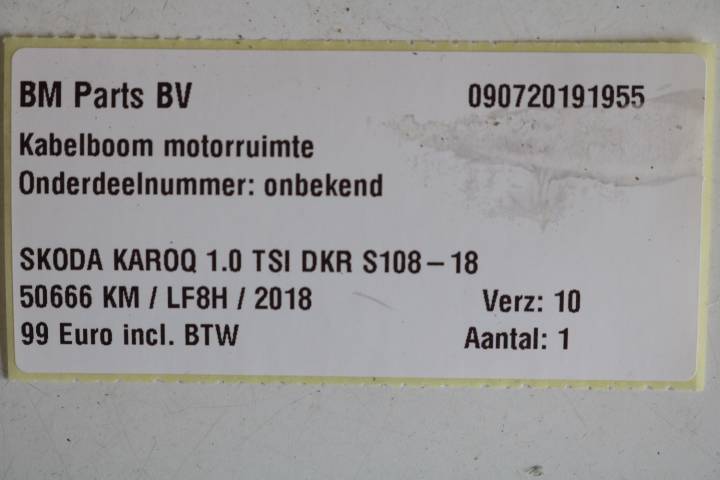 BM Parts BV 090720191955
Kabelboom motorruimte
Onderdeelnummer: onbekend
SKODA KAROQ 1.0 TSI DKR S108-18
50666 KM / LF8H / 2018 Verz: 10
99 Euro incl. BTW Aantal: 1